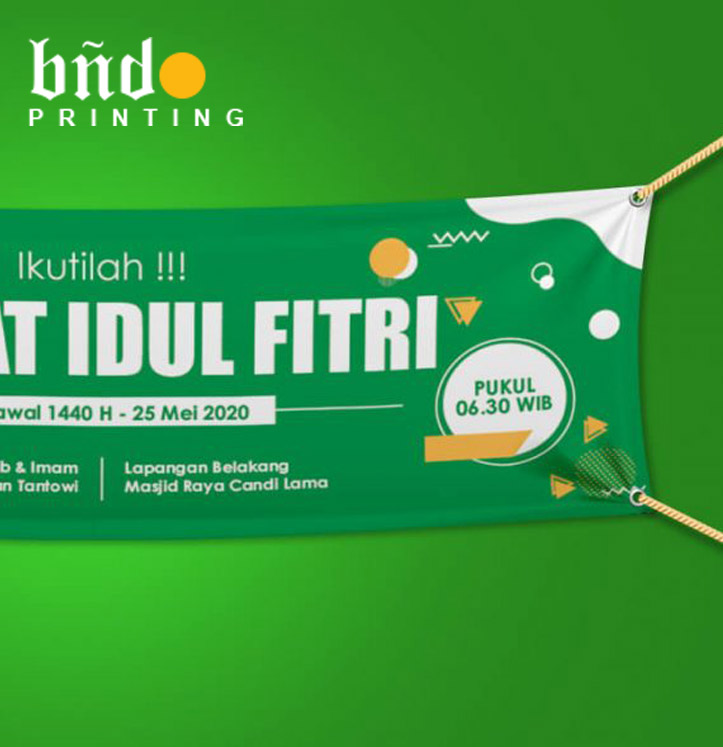 bñdo
PRINTING
Ikutilah !!!
AT IDUL FITRI
awal 1440 H - 25 Mei 2020
PUKUL
06.30 WIB
b & Imam
n Tantowi
Lapangan Belakang
Masjid Raya Candi Lama